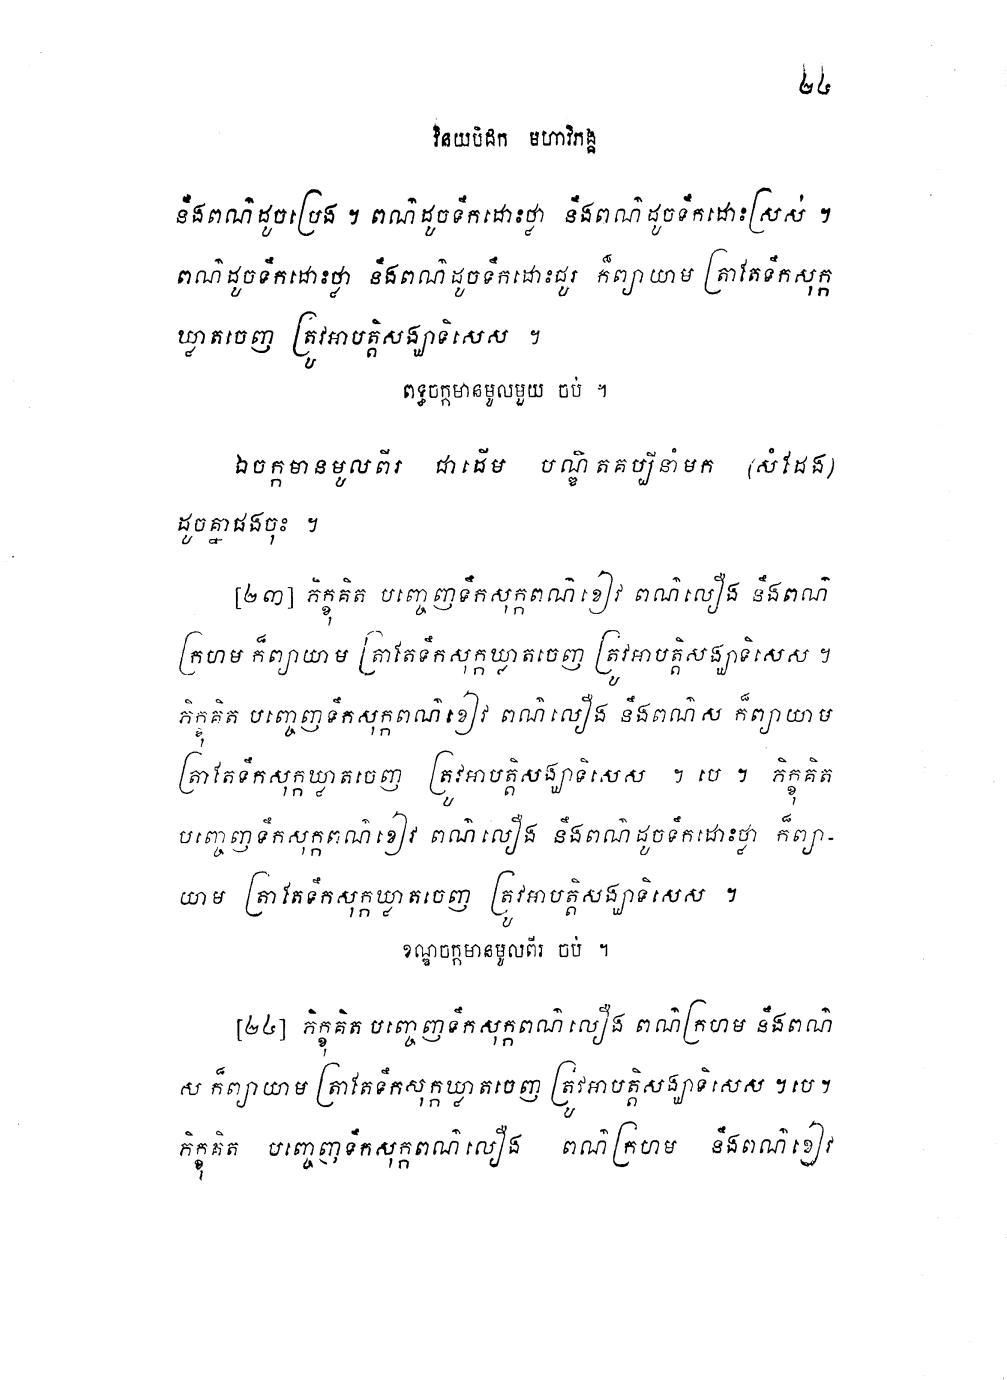 ២៤
វិនយបិដក មហាវិភង្គ
នឹងពណ៌ដូចប្រេង ។ ពណ៌ដូចទឹកដោះថ្លា នឹងពណ៌ដូចទឹកដោះស្រស់ ។
ពណ៌ដូចទឹកដោះថ្លា នឹងពណ៌ដូចទឹកដោះជូរ ក៏ព្យាយាម ត្រាតែទឹកសុក្ក
ឃ្លាតចេញ ត្រូវអាបត្តិសង្ឃាទិសេស ។
ពទ្ធចក្កមានមូលមួយ ចប់ ។
ឯចក្កមានមូលពីរ ជាដើម បណ្ឌិតគប្បីនាំមក (សំដែង)
ដូចគ្នាផងចុះ ។
[២៣] ភិក្ខុគិត បញ្ចេញទឹកសុក្កពណ៌ខៀវ ពណ៌លឿង នឹងពណ៌
ក្រហម ក៏ព្យាយាម ត្រាតែទឹកសុក្កឃ្លាតចេញ ត្រូវអាបត្តិសង្ឃាទិសេស ។
ភិក្ខុគិត បញ្ចេញទឹកសុក្កពណ៌ខៀវ ពណ៌លឿង នឹងពណ៌ស ក៏ព្យាយាម
ត្រាតែទឹកសុក្កឃ្លាតចេញ ត្រូវអាបត្តិសង្ឃាទិសេស ។ បេ ។ ភិក្ខុគិត
បញ្ចេញទឹកសុក្កពណ៌ខៀវ ពណ៌លឿង នឹងពណ៌ដូចទឹកដោះថ្លា ក៏ព្យា-
យាម ត្រាតែទឹកសុក្កឃ្លាតចេញ ត្រូវអាបត្តិសង្ឃាទិសេស ។
ខណ្ឌចក្កមានមូលពីរ ចប់ ។
[២៤] ភិក្ខុគិត បញ្ចេញទឹកសុក្កពណ៌លឿង ពណ៌ក្រហម នឹងពណ៌
ស ក៏ព្យាយាម ត្រាតែទឹកសុក្កឃ្លាតចេញ ត្រូវអាបត្តិសង្ឃាទិសេស ។ បេ ។
ភិក្ខុគិត បញ្ចេញទឹកសុក្កពណ៌លឿង ពណ៌ក្រហម នឹងពណ៌ខៀវ